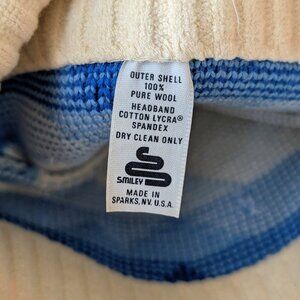 OUTER SHELL
100%
PURE WOOL
HEADBAND
COTTON LYCRA®
SPANDEX
DRY CLEAN ONLY
SMILEY
MADE IN
SPARKS, NV. U.S.A.